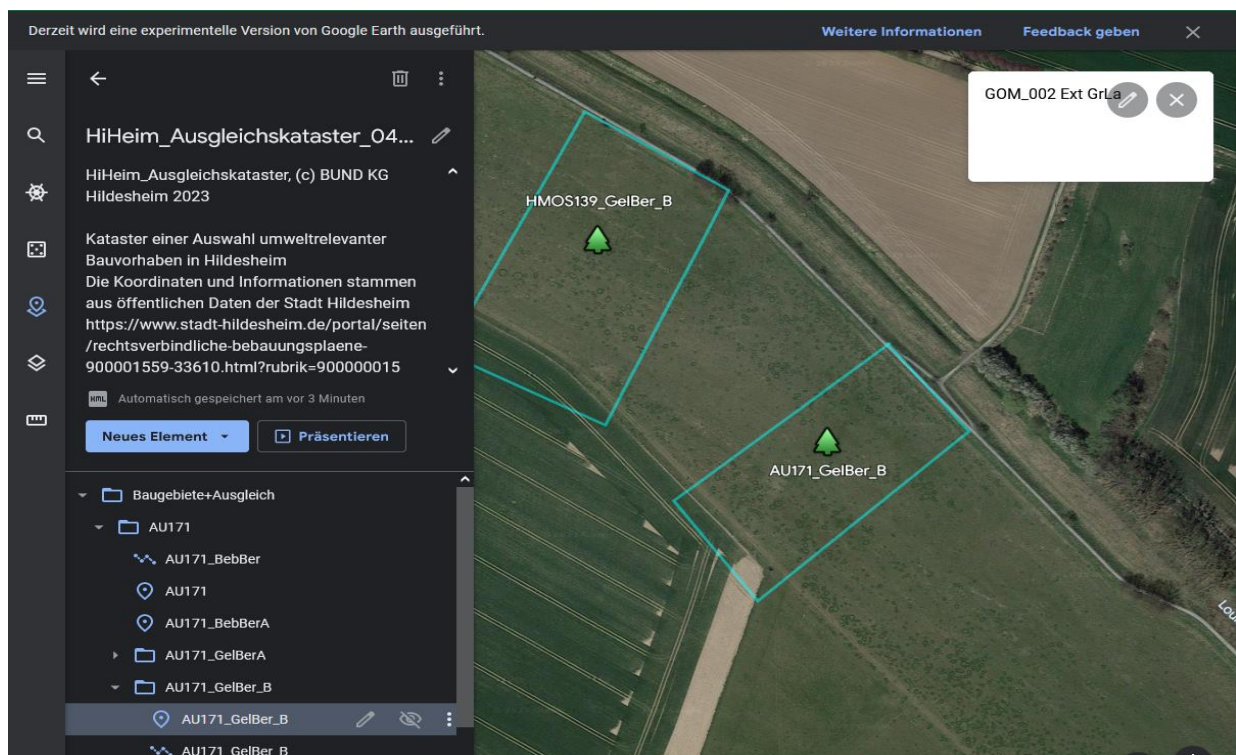 Derzeit wird eine experimentelle Version von Google Earth ausgeführt.
Weitere Informationen
Feedback geben
HiHeim_Ausgleichskataster_04...
HiHeim_Ausgleichskataster, (c) BUND KG
Hildesheim 2023
Kataster einer Auswahl umweltrelevanter
Bauvorhaben in Hildesheim
Die Koordinaten und Informationen stammen
aus öffentlichen Daten der Stadt Hildesheim
https://www.stadt-hildesheim.de/portal/seiten
/rechtsverbindliche-bebauungsplaene-
900001559-33610.html?rubrik=900000015
KML Automatisch gespeichert am vor 3 Minuten
Neues Element
Präsentieren
Baugebiete+Ausgleich
AU171
AU171_BebBer
AU171
AU171_BebBerA
AU171_GelBerA
AU171_GelBer_B
AU171_GelBer_B
AU171_GelBer_B
GOM_002 Ext GrLa
HMOS139_GelBer_B
AU171_GelBer_B